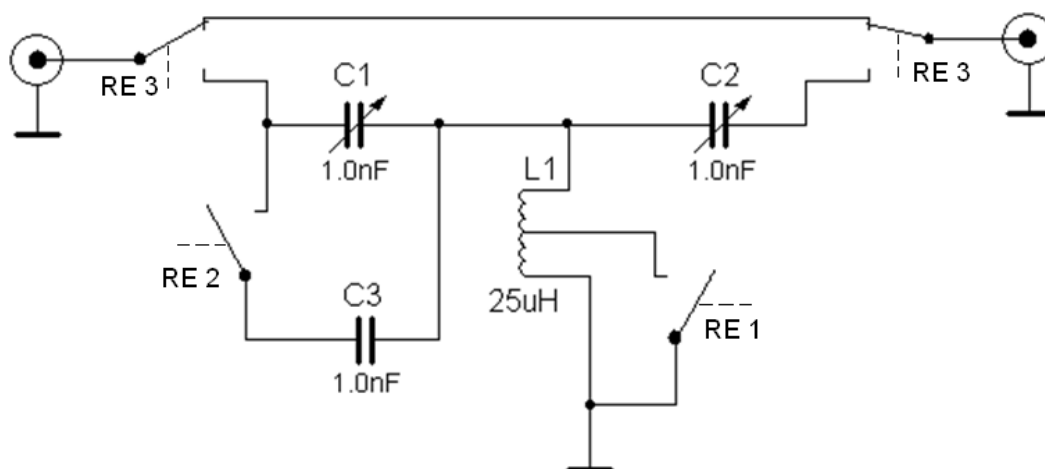 RE 3
RE 3
C1
C2
1.0nF
1.0nF
L1
RE 2
25uH
C3
RE 1
1.0nF